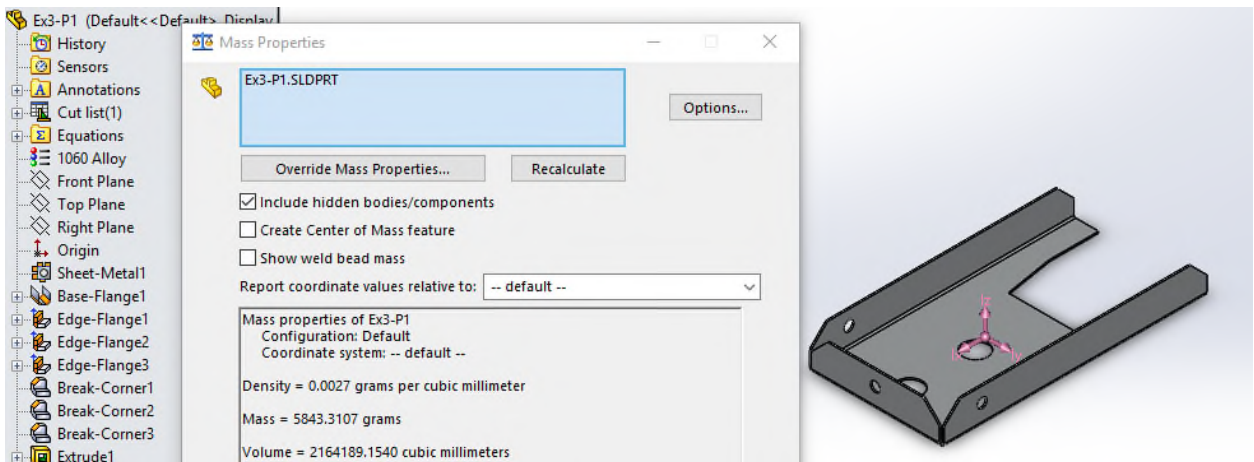 Ex3-P1 (Default<<Default>_Display
History
Sensors
Annotations
Cut list(1)
Equations
1060 Alloy
Front Plane
Top Plane
Right Plane
Origin
Sheet-Metal1
Base-Flange1
Edge-Flange1
Edge-Flange2
Edge-Flange3
Break-Corner1
Break-Corner2
Break-Corner3
Extrude1
Mass Properties
Ex3-P1.SLDPRT
Options...
Override Mass Properties...
Recalculate
Include hidden bodies/components
Create Center of Mass feature
Show weld bead mass
Report coordinate values relative to: -- default --
Mass properties of Ex3-P1
Configuration: Default
Coordinate system: -- default --
Density = 0.0027 grams per cubic millimeter
Mass = 5843.3107 grams
Volume = 2164189.1540 cubic millimeters
Iz
Ix
Iy